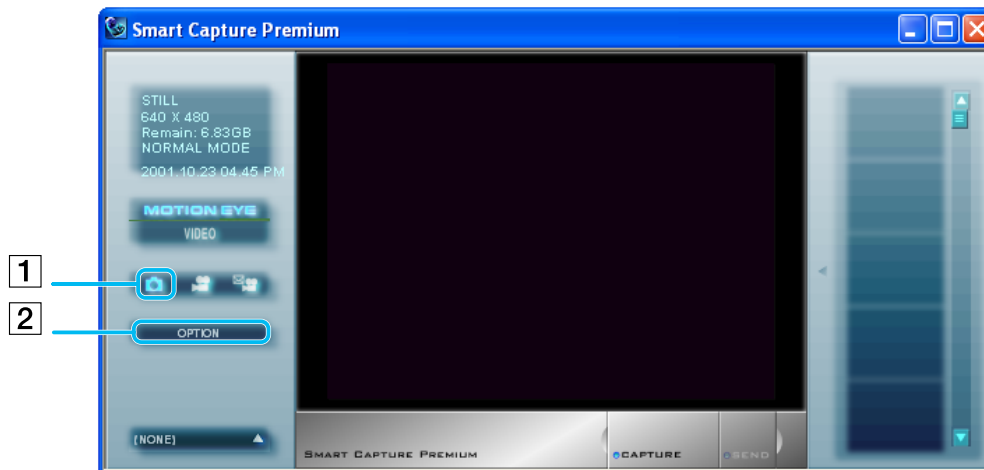 Smart Capture Premium
STILL
640 X 480
Remain: 6.83GB
NORMAL MODE
2001.10.23 04:45 PM
MOTION EYE
VIDEO
1
2
OPTION
[NONE]
SMART CAPTURE PREMIUM
CAPTURE
SEND